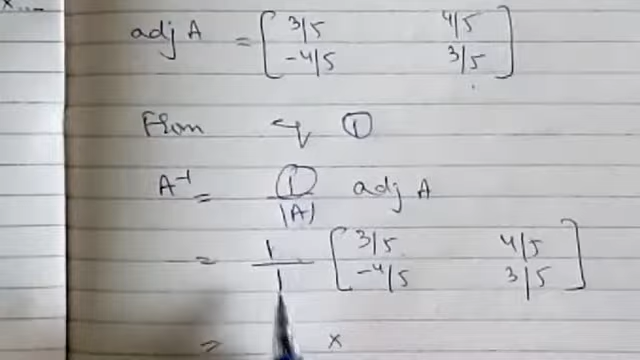 x...
adj A = [ 3/5 4/5
-4/5 3/5 ]
From eq ①
A⁻¹ = ① / |A| adj A
= 1/1 [ 3/5 4/5
-4/5 3/5 ]
= x